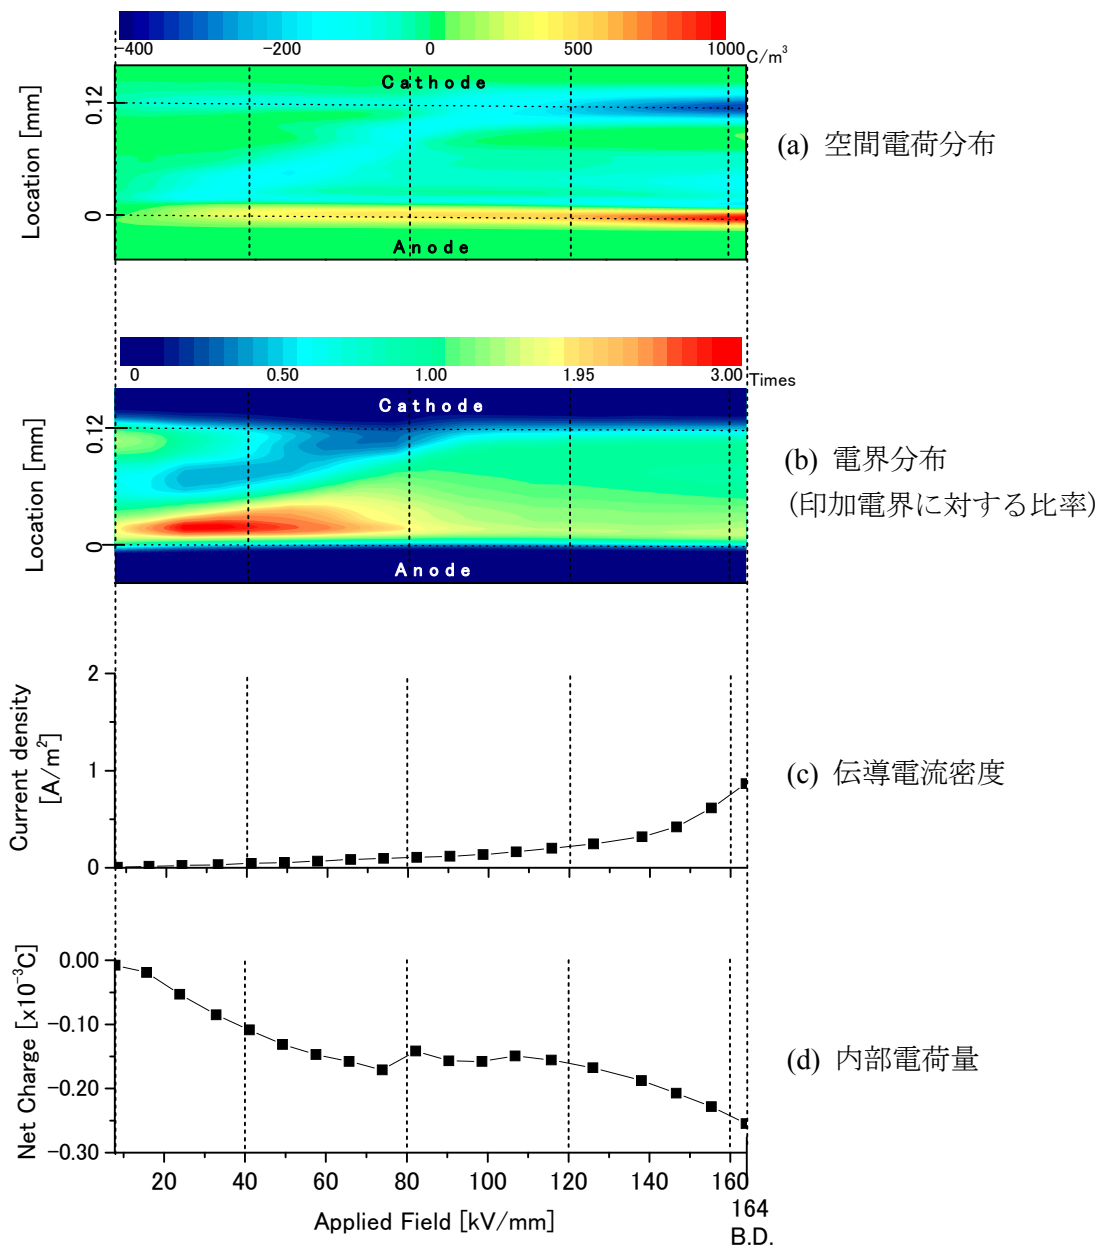 −400 −200 0 500 1000 C/m³
Cathode
0.12
0
Location [mm]
Anode
(a) 空間電荷分布
0 0.50 1.00 1.95 3.00 Times
Cathode
0.12
0
Location [mm]
Anode
(b) 電界分布
(印加電界に対する比率)
2
1
0
Current density
[A/m²]
(c) 伝導電流密度
0.00
−0.10
−0.20
−0.30
Net Charge [x10⁻³C]
(d) 内部電荷量
20 40 60 80 100 120 140 160
164
B.D.
Applied Field [kV/mm]